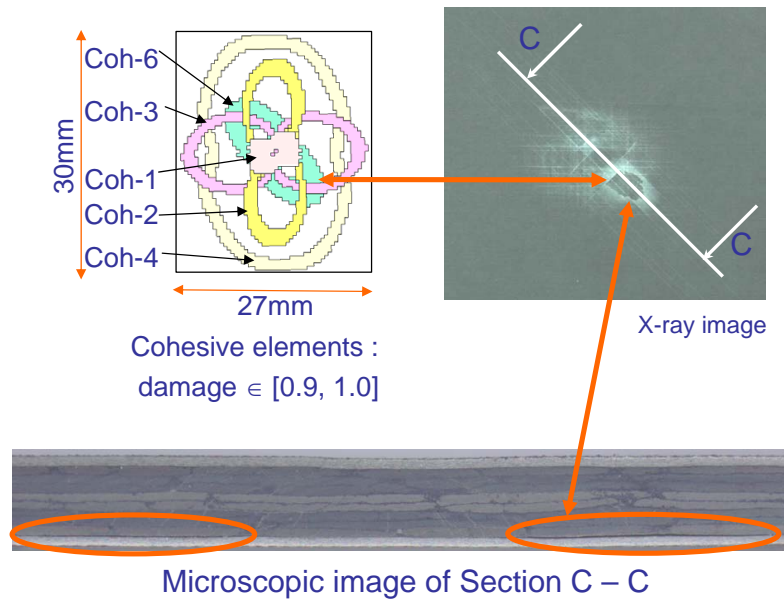 Coh-6
Coh-3
Coh-1
Coh-2
Coh-4
30mm
27mm
Cohesive elements :
damage ∈ [0.9, 1.0]
C
C
X-ray image
Microscopic image of Section C – C